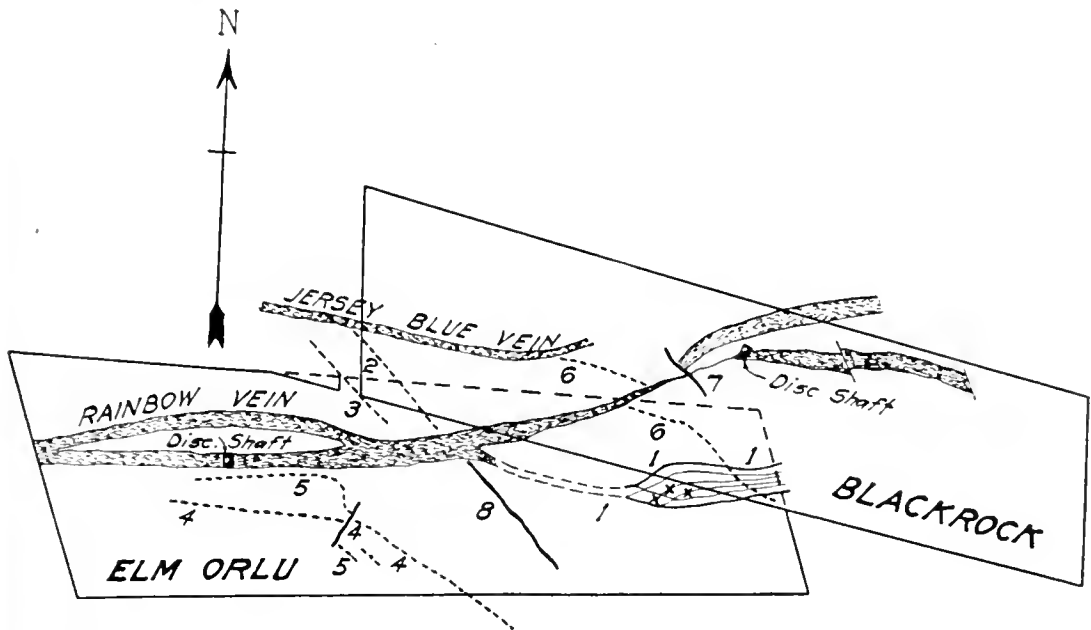 N
JERSEY BLUE VEIN
2
6
7
Disc Shaft
3
RAINBOW VEIN
Disc. Shaft
6
1 1
5
4
8
1
BLACKROCK
4
5 4
ELM ORLU